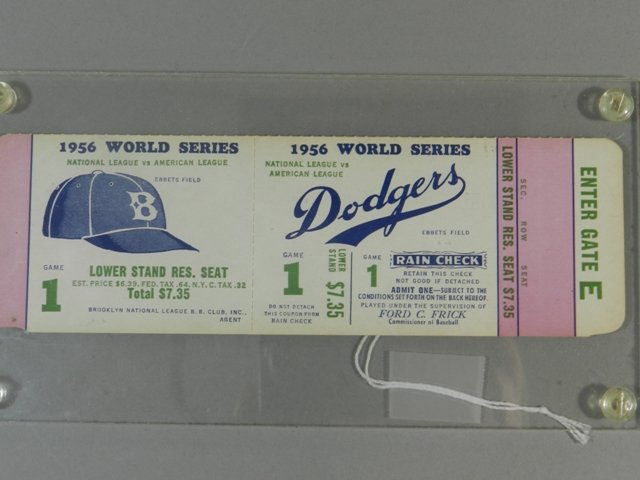 1956 WORLD SERIES
NATIONAL LEAGUE vs AMERICAN LEAGUE
EBBETS FIELD
B
GAME
1
LOWER STAND RES. SEAT
EST. PRICE $6.39, FED. TAX .64, N.Y.C. TAX .32
Total $7.35
BROOKLYN NATIONAL LEAGUE B. B. CLUB, INC.,
AGENT
1956 WORLD SERIES
NATIONAL LEAGUE vs
AMERICAN LEAGUE
Dodgers
EBBETS FIELD
GAME
1
DO NOT DETACH
THIS COUPON FROM
RAIN CHECK
LOWER
STAND
$7.35
GAME
1
RAIN CHECK
RETAIN THIS CHECK
NOT GOOD IF DETACHED
ADMIT ONE—SUBJECT TO THE
CONDITIONS SET FORTH ON THE BACK HEREOF.
PLAYED UNDER THE SUPERVISION OF
FORD C. FRICK
Commissioner of Baseball
SEC. ROW SEAT
LOWER STAND RES. SEAT $7.35
ENTER GATE E